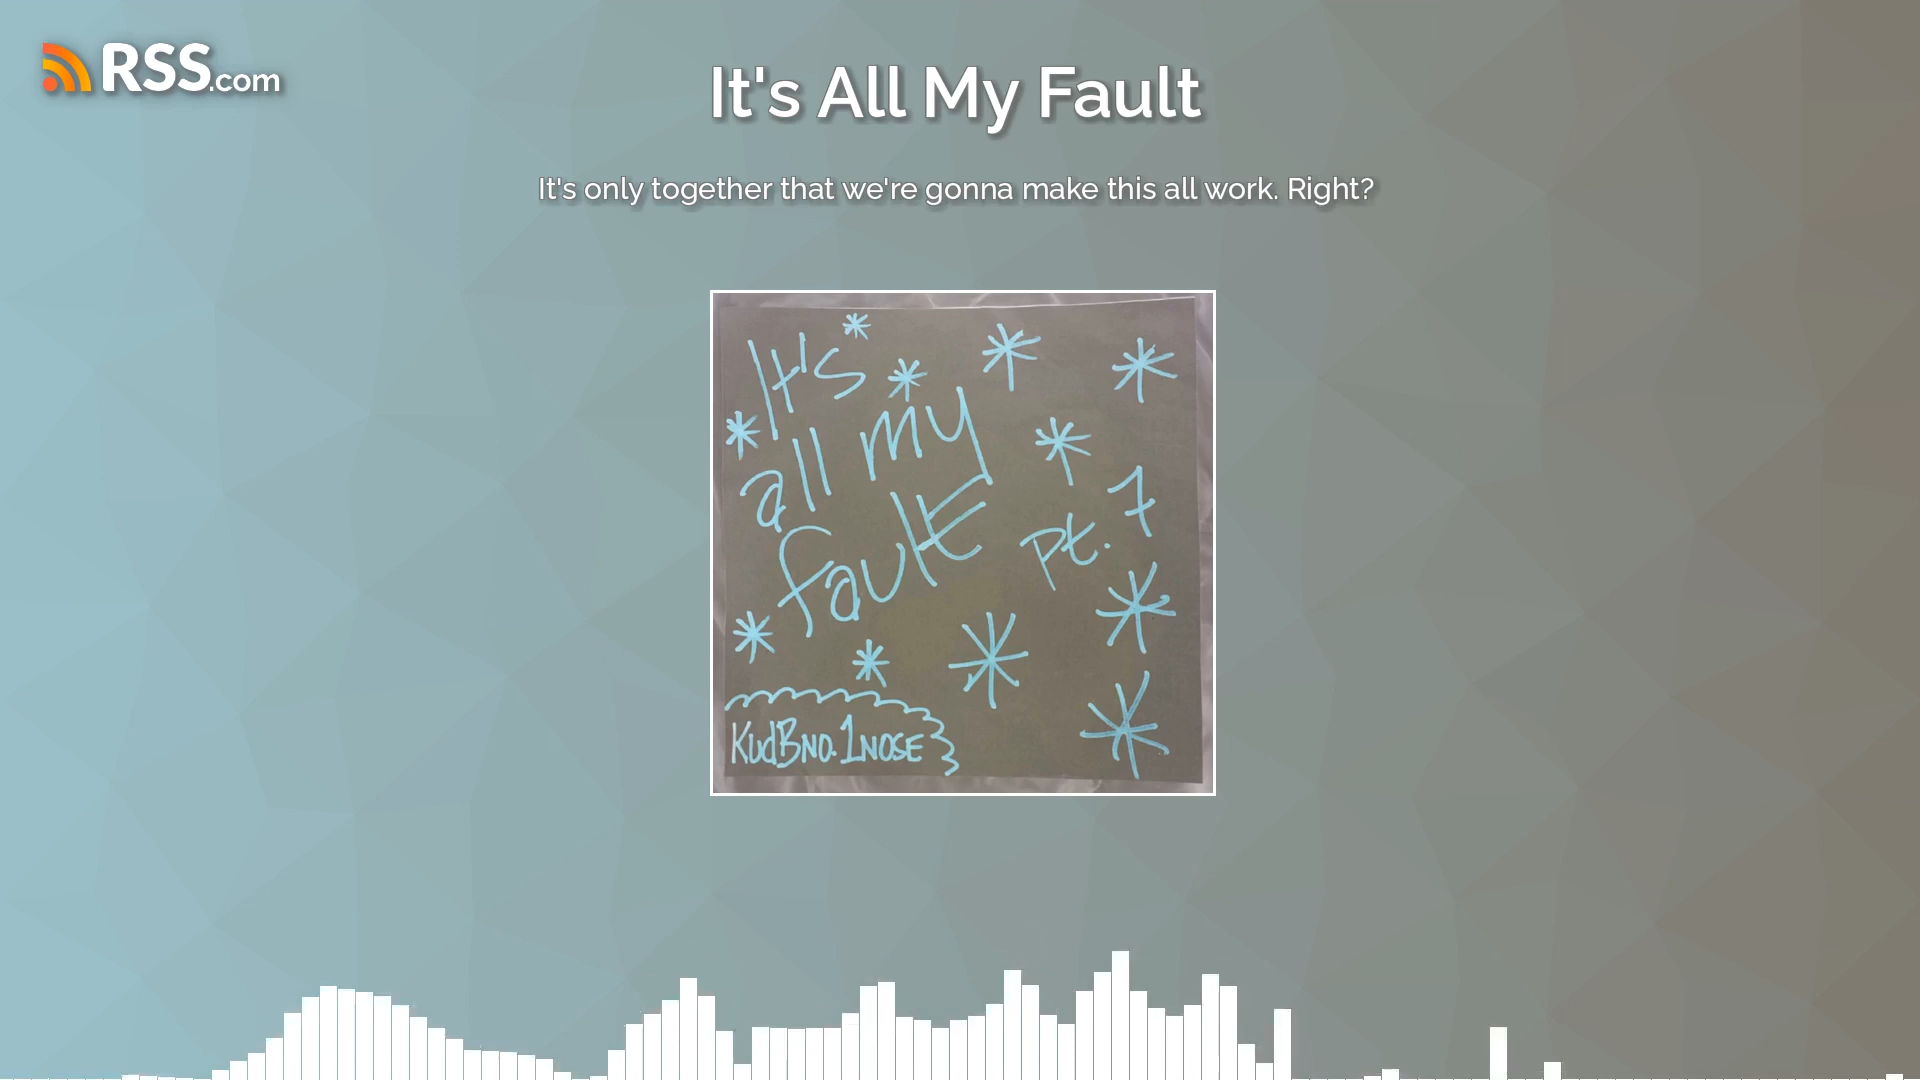 RSS.com
It's All My Fault
It's only together that we're gonna make this all work. Right?
It's
all my
fault
pt. 7
KudBno.1NOSE